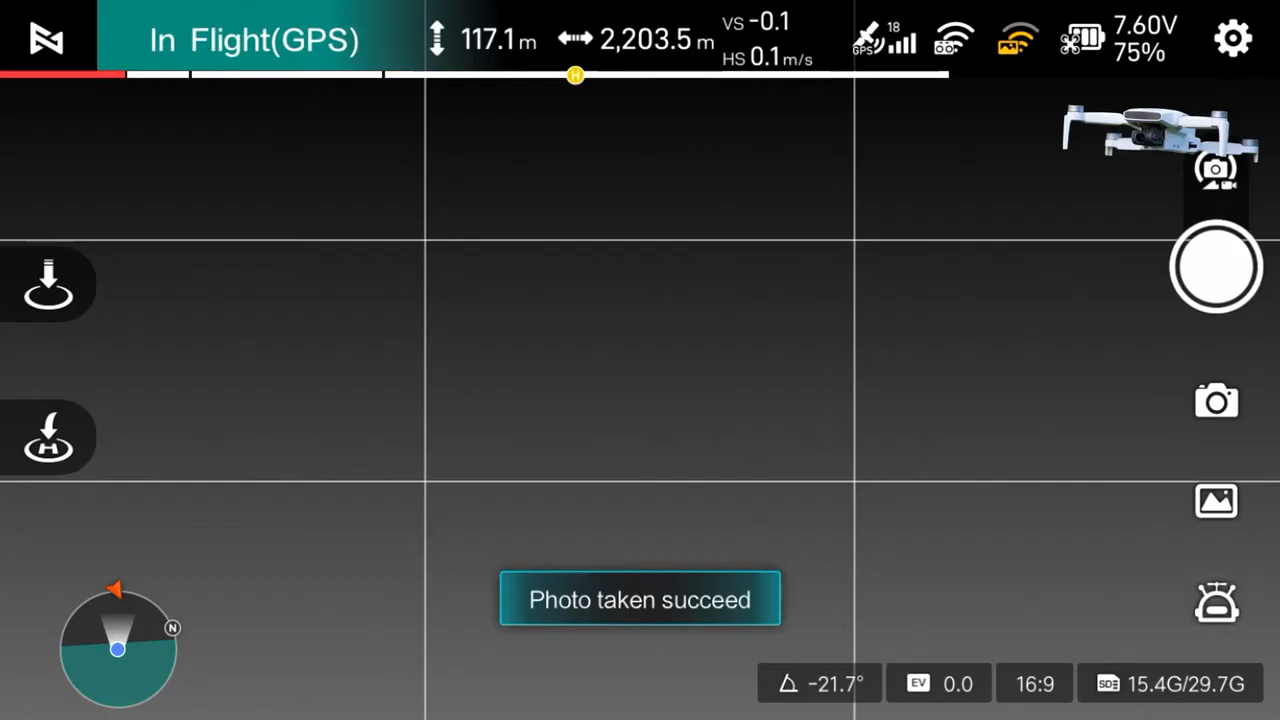 In Flight(GPS)
117.1m
2,203.5m
VS -0.1
HS 0.1m/s
GPS
18
7.60V
75%
H
H
Photo taken succeed
N
-21.7°
EV 0.0
16:9
SD 15.4G/29.7G